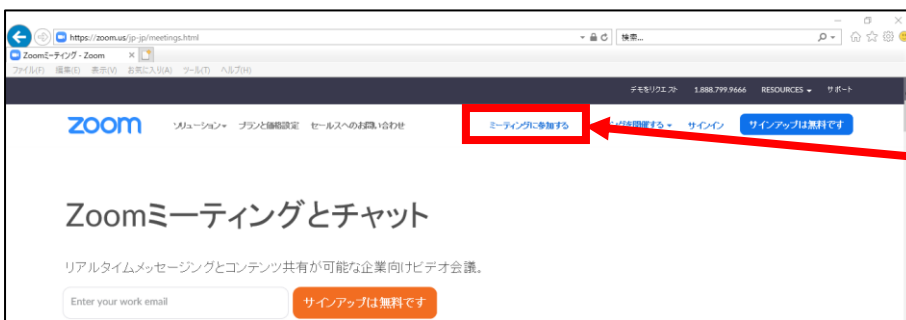 https://zoom.us/jp-jp/meetings.html
検索...
Zoomミーティング - Zoom
ファイル(F) 編集(E) 表示(V) お気に入り(A) ツール(T) ヘルプ(H)
デモをリクエスト 1.888.799.9666 RESOURCES サポート
zoom ソリューション プランと価格設定 セールスへのお問い合わせ ミーティングに参加する を開催する サインイン サインアップは無料です
Zoomミーティングとチャット
リアルタイムメッセージングとコンテンツ共有が可能な企業向けビデオ会議。
Enter your work email サインアップは無料です